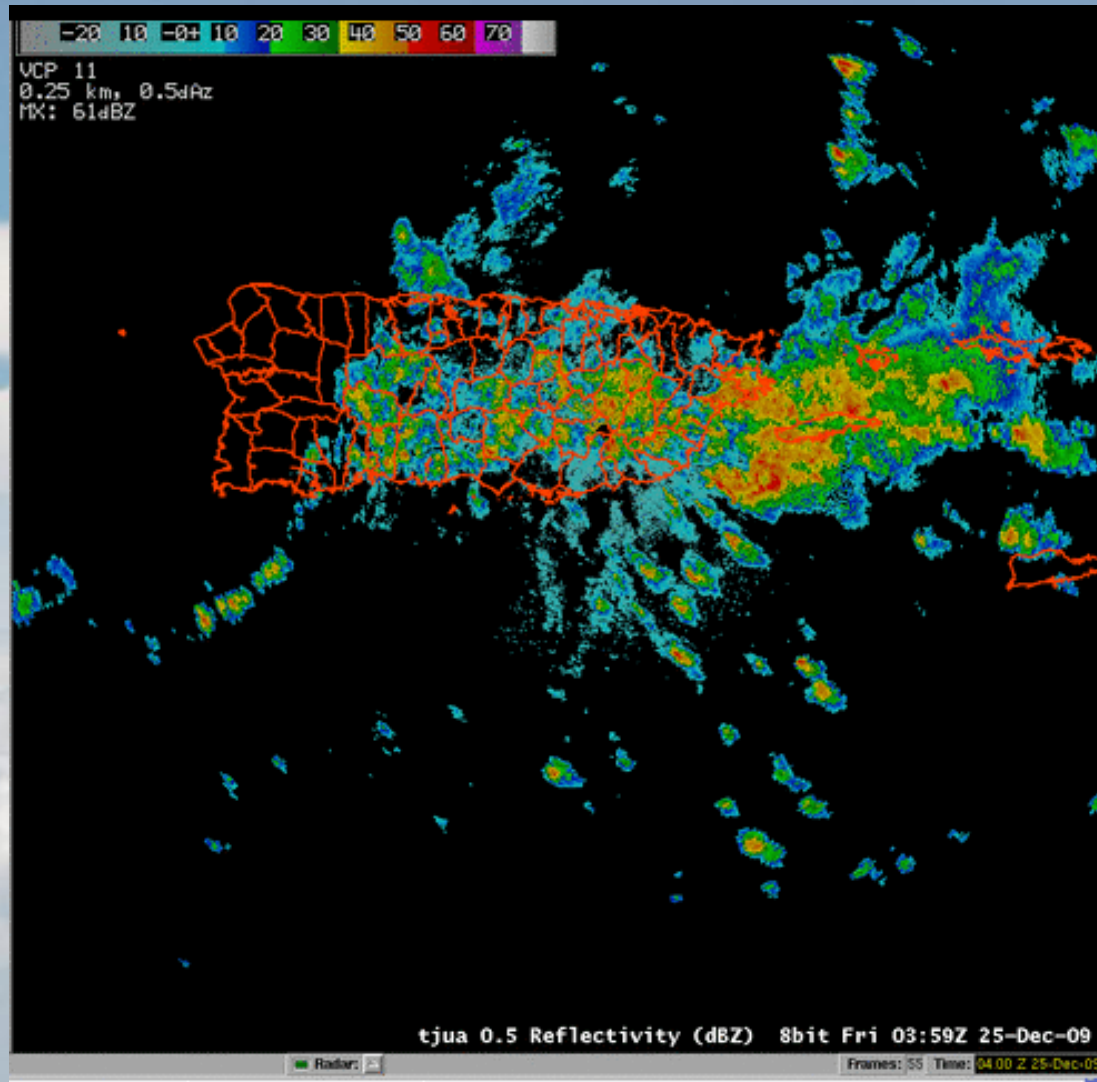 -20 10 -0+ 10 20 30 40 50 60 70
VCP 11
0.25 km, 0.5dAz
MX: 61dBZ
tjua 0.5 Reflectivity (dBZ) 8bit Fri 03:59Z 25-Dec-09
Radar: Frames: 55 Time: 04:00 Z 25-Dec-09